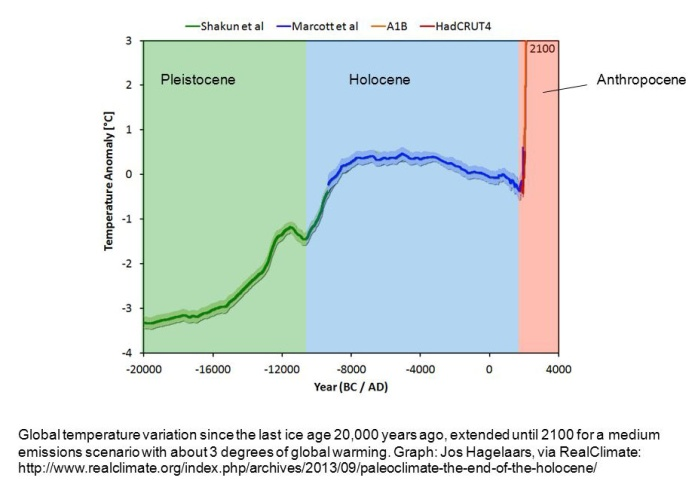 Shakun et al Marcott et al A1B HadCRUT4
3
2100
Pleistocene Holocene Anthropocene
2
1
0
-1
-2
-3
-4
Temperature Anomaly [°C]
-20000 -16000 -12000 -8000 -4000 0 4000
Year (BC / AD)
Global temperature variation since the last ice age 20,000 years ago, extended until 2100 for a medium
emissions scenario with about 3 degrees of global warming. Graph: Jos Hagelaars, via RealClimate:
http://www.realclimate.org/index.php/archives/2013/09/paleoclimate-the-end-of-the-holocene/